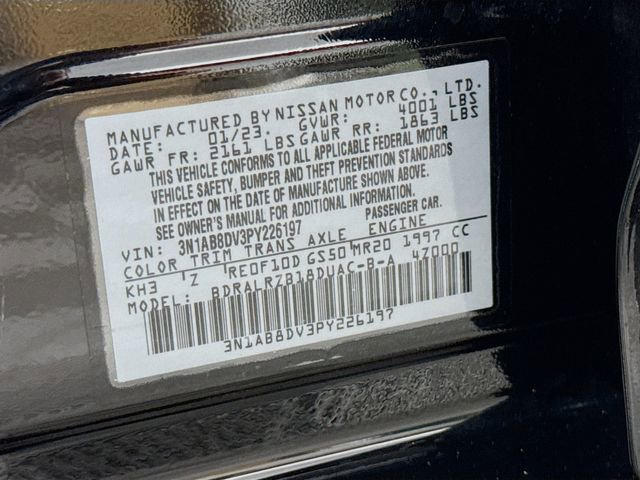 MANUFACTURED BY NISSAN MOTOR CO., LTD.
DATE: 01/23. GVWR: 4001 LBS
GAWR FR: 2161 LBS GAWR RR: 1863 LBS
THIS VEHICLE CONFORMS TO ALL APPLICABLE FEDERAL MOTOR
VEHICLE SAFETY, BUMPER AND THEFT PREVENTION STANDARDS
IN EFFECT ON THE DATE OF MANUFACTURE SHOWN ABOVE.
SEE OWNER'S MANUAL FOR ADDITIONAL INFORMATION.
VIN: 3N1AB8DV3PY226197 PASSENGER CAR.
COLOR TRIM TRANS AXLE ENGINE
KH3 'Z RE0F10D GS50 MR20 1997 CC
MODEL: BDRALRZB18DUAC-B-A 4Z000
3N1AB8DV3PY226197